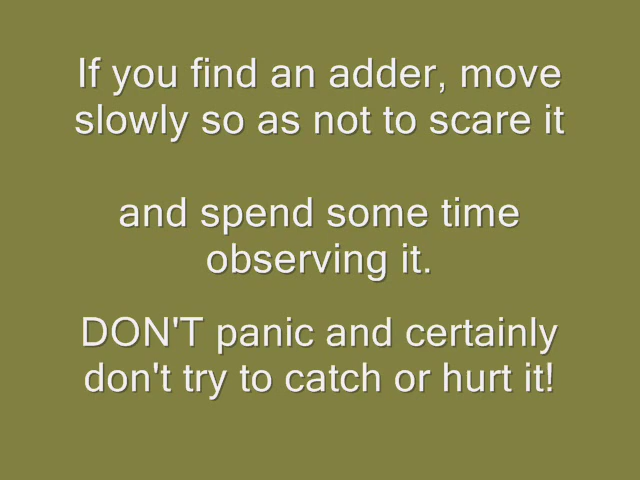 If you find an adder, move
slowly so as not to scare it
and spend some time
observing it.
DON'T panic and certainly
don't try to catch or hurt it!